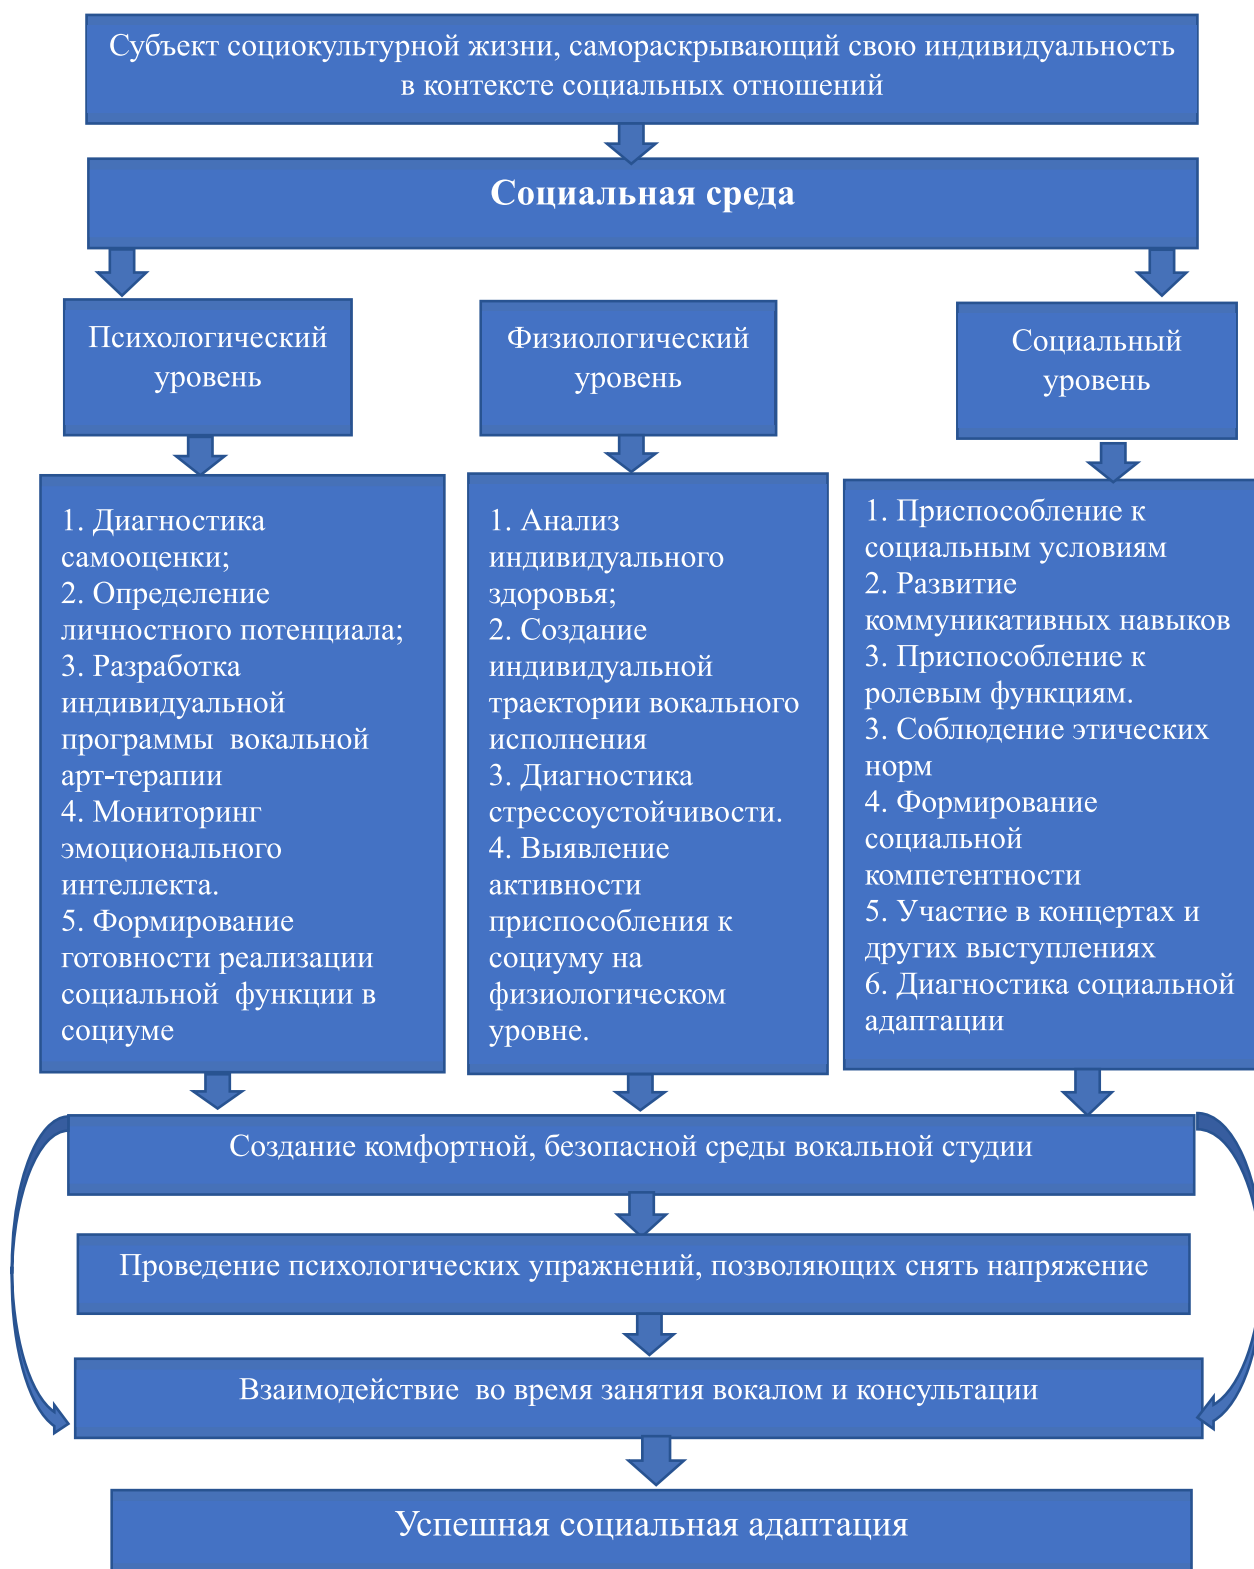 Субъект социокультурной жизни, самораскрывающий свою индивидуальность
в контексте социальных отношений
Социальная среда
Психологический
уровень
Физиологический
уровень
Социальный
уровень
1. Диагностика
самооценки;
2. Определение
личностного потенциала;
3. Разработка
индивидуальной
программы  вокальной
арт-терапии
4. Мониторинг
эмоционального
интеллекта.
5. Формирование
готовности реализации
социальной  функции в
социуме
1. Анализ
индивидуального
здоровья;
2. Создание
индивидуальной
траектории вокального
исполнения
3. Диагностика
стрессоустойчивости.
4. Выявление
активности
приспособления к
социуму на
физиологическом
уровне.
1. Приспособление к
социальным условиям
2. Развитие
коммуникативных навыков
3. Приспособление к
ролевым функциям.
3. Соблюдение этических
норм
4. Формирование
социальной
компетентности
5. Участие в концертах и
других выступлениях
6. Диагностика социальной
адаптации
Создание комфортной, безопасной среды вокальной студии
Проведение психологических упражнений, позволяющих снять напряжение
Взаимодействие  во время занятия вокалом и консультации
Успешная социальная адаптация